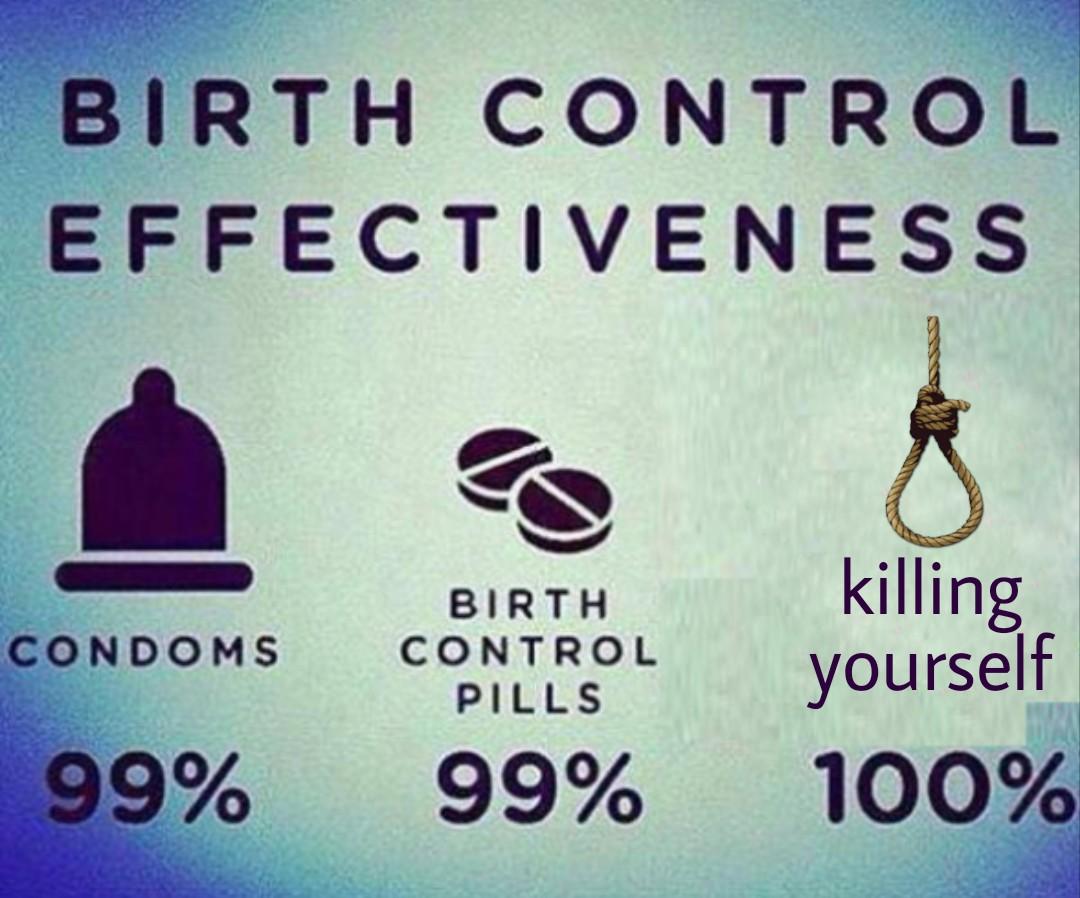 BIRTH CONTROL
EFFECTIVENESS
CONDOMS
99%
BIRTH
CONTROL
PILLS
99%
killing
yourself
100%